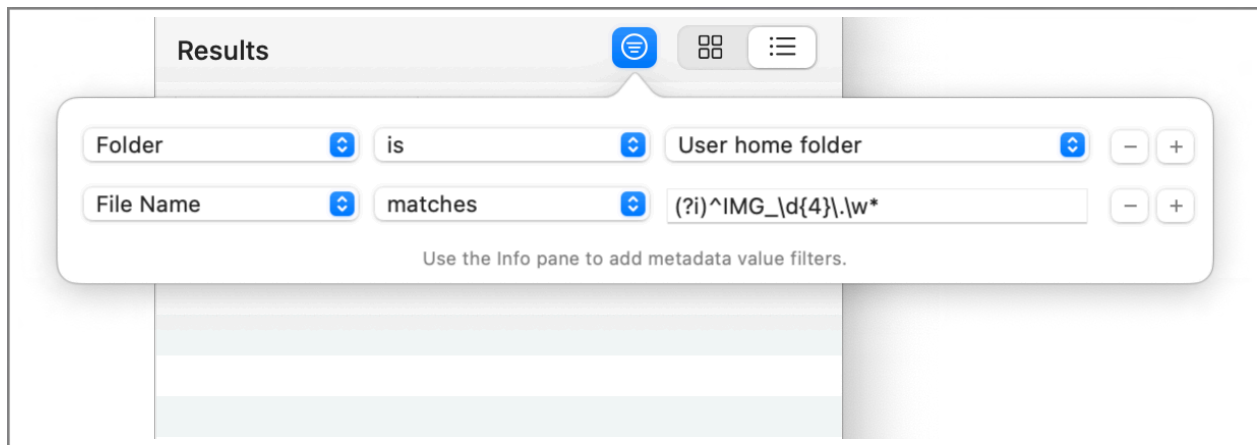 Results
Folder is User home folder
File Name matches (?i)^IMG_\d{4}\.\w*
Use the Info pane to add metadata value filters.